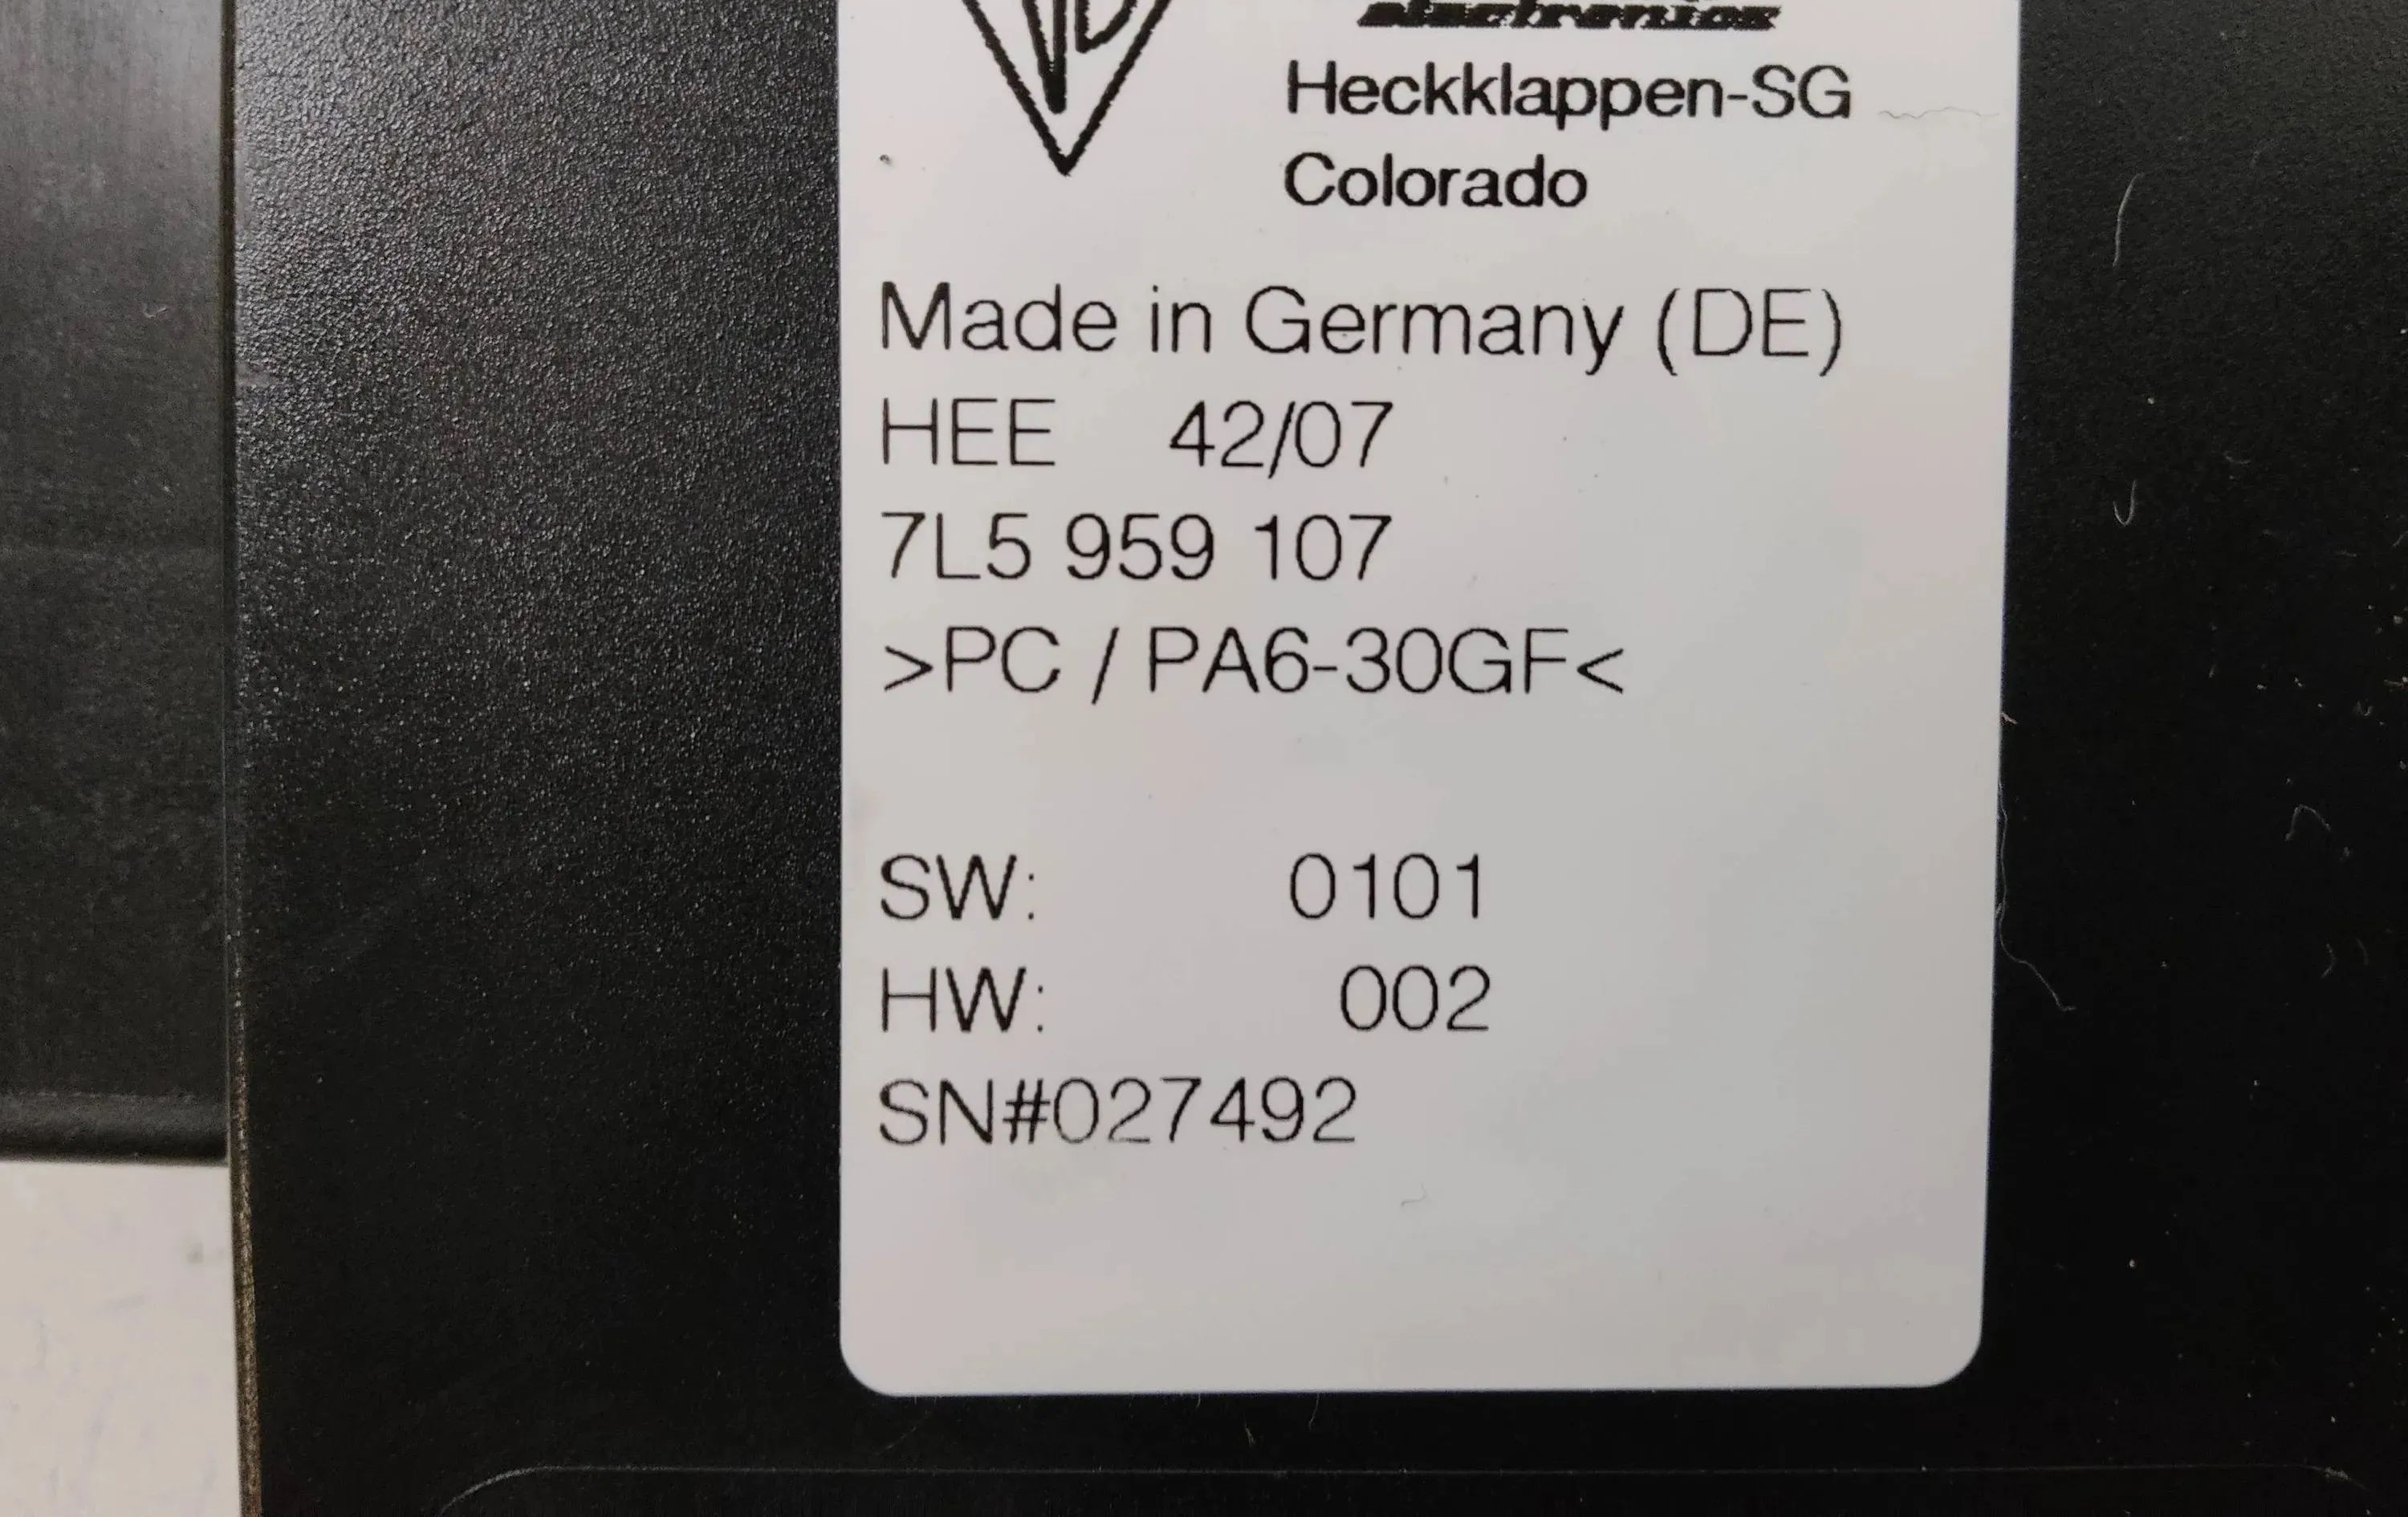 electronics
Heckklappen-SG
Colorado
Made in Germany (DE)
HEE 42/07
7L5 959 107
>PC / PA6-30GF<
SW: 0101
HW: 002
SN#027492